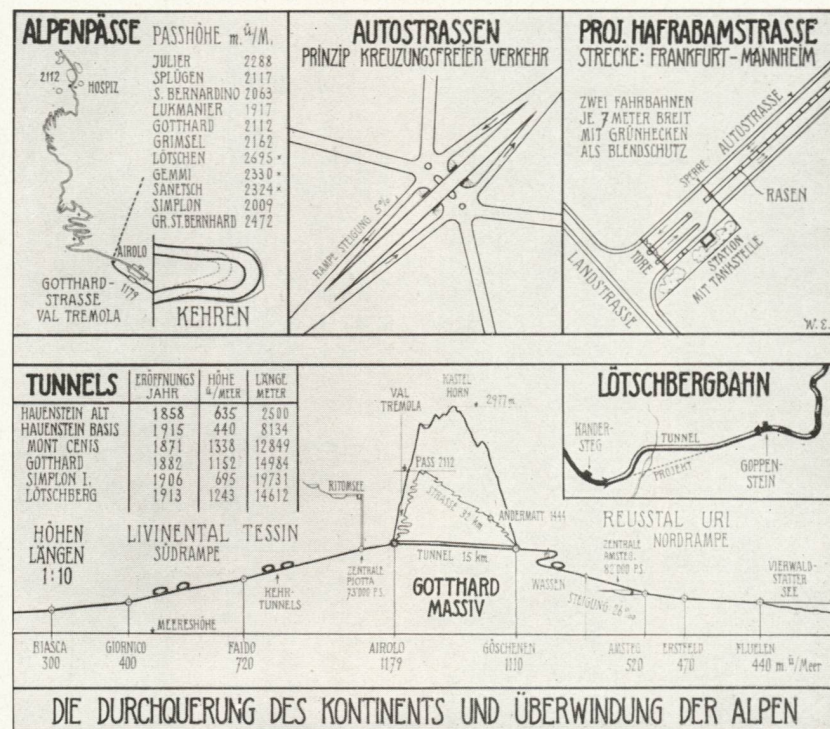 ALPENPÄSSE PASSHÖHE m. ü/M.
JULIER 2288
SPLÜGEN 2117
S. BERNARDINO 2063
LUKMANIER 1917
GOTTHARD 2112
GRIMSEL 2162
LÖTSCHEN 2695 ×
GEMMI 2330 ×
SANETSCH 2324 ×
SIMPLON 2009
GR. ST. BERNHARD 2472
2112
HOSPIZ
AIROLO
1179
GOTTHARD-
STRASSE
VAL TREMOLA
KEHREN
AUTOSTRASSEN
PRINZIP KREUZUNGSFREIER VERKEHR
RAMPE STEIGUNG 5%
PROJ. HAFRABAMSTRASSE
STRECKE: FRANKFURT-MANNHEIM
ZWEI FAHRBAHNEN
JE 7 METER BREIT
MIT GRÜNHECKEN
ALS BLENDSCHUTZ
AUTOSTRASSE
SPERRE
RASEN
TORE
STATION
MIT TANKSTELLE
LANDSTRASSE
W. E.
TUNNELS ERÖFFNUNGS JAHR HÖHE ü/MEER LÄNGE METER
HAUENSTEIN ALT 1858 635 2500
HAUENSTEIN BASIS 1915 440 8134
MONT CENIS 1871 1338 12849
GOTTHARD 1882 1152 14984
SIMPLON I. 1906 695 19731
LÖTSCHBERG 1913 1243 14612
HÖHEN
LÄNGEN
1:10
LIVINENTAL TESSIN
SÜDRAMPE
RITOMSEE
VAL
TREMOLA
KASTEL
HORN
2977 m.
PASS 2112
STRASSE 32 km
ANDERMATT 1444
TUNNEL 15 km.
GOTTHARD
MASSIV
ZENTRALE
PIOTTA
73'000 P.S.
KEHR-
TUNNELS
MEERESHÖHE
LÖTSCHBERGBAHN
KANDER-
STEG
TUNNEL
PROJEKT
GOPPEN-
STEIN
REUSSTAL URI
NORDRAMPE
ZENTRALE
AMSTEG.
82'000 P.S.
WASSEN
STEIGUNG 26‰
VIERWALD-
STÄTTER
SEE
BIASCA GIORNICO FAIDO AIROLO GÖSCHENEN AMSTEG ERSTFELD FLUELEN
300 400 720 1179 1110 520 470 440 m. ü/Meer
DIE DURCHQUERUNG DES KONTINENTS UND ÜBERWINDUNG DER ALPEN